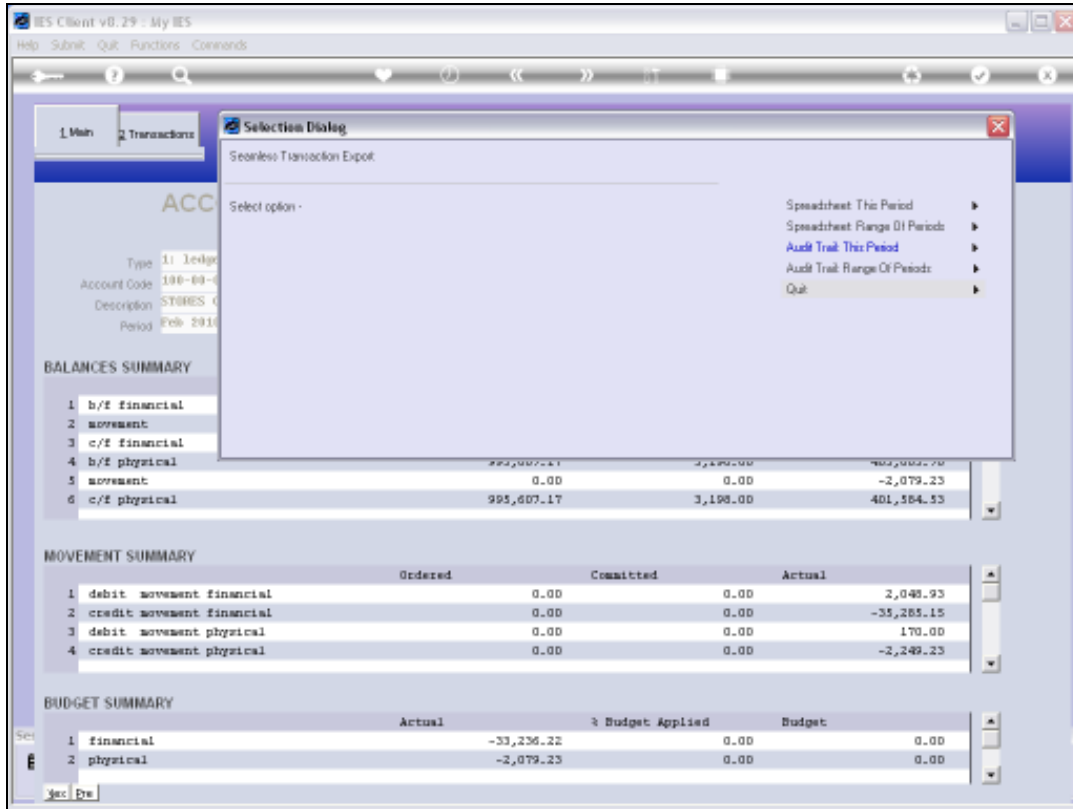 IES Client v8.29 : My IES
Help Submit Quit Functions Commands
1 Main 2 Transactions
Selection Dialog
Seamless Transaction Export
Select option -
Spreadsheet This Period
Spreadsheet Range Of Periods
Audit Trail This Period
Audit Trail Range Of Periods
Quit
ACC
Type 1: ledge
Account Code
Description STORES
Period Feb 2010
BALANCES SUMMARY
1 b/f financial
2 movement
3 c/f financial
4 b/f physical
5 movement 0.00 0.00 -2,079.23
6 c/f physical 995,607.17 3,198.00 401,584.53
MOVEMENT SUMMARY
Ordered Committed Actual
1 debit movement financial 0.00 0.00 2,048.93
2 credit movement financial 0.00 0.00 -35,285.15
3 debit movement physical 0.00 0.00 170.00
4 credit movement physical 0.00 0.00 -2,249.23
BUDGET SUMMARY
Actual % Budget Applied Budget
1 financial -33,236.22 0.00 0.00
2 physical -2,079.23 0.00 0.00
Nex Pre